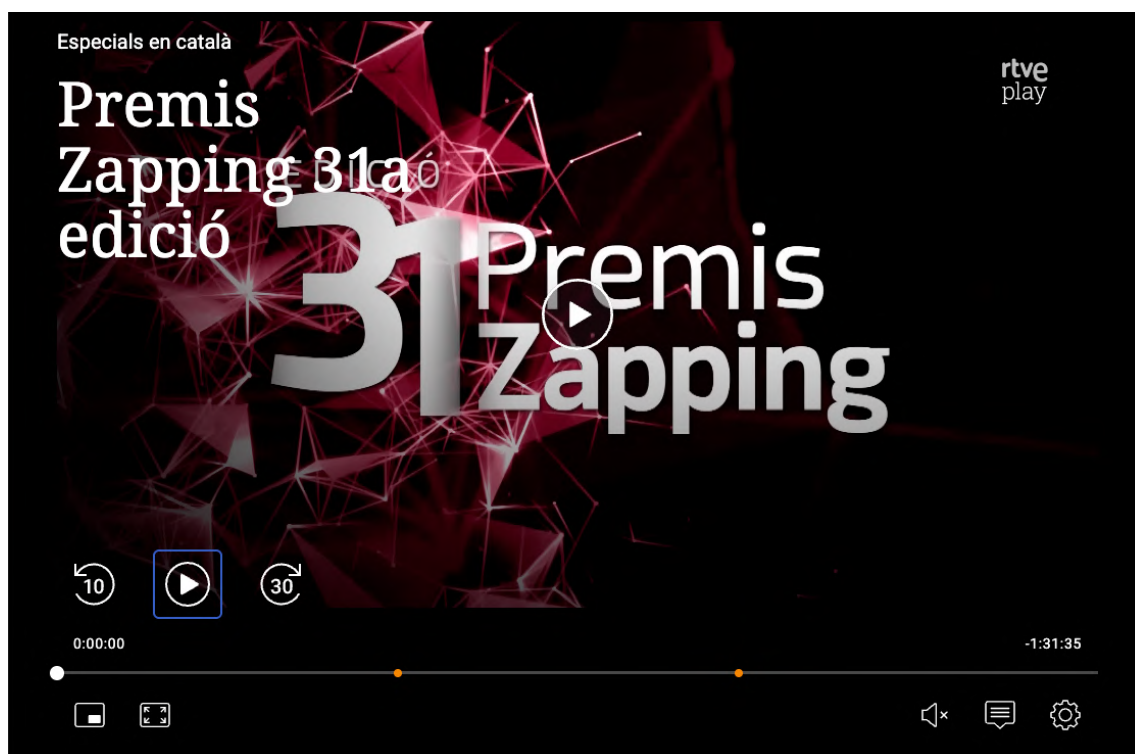 Especials en català
rtve
play
Premis
Zapping 31a
edició
EDICIÓ
31 Premis
Zapping
10
30
0:00:00
-1:31:35